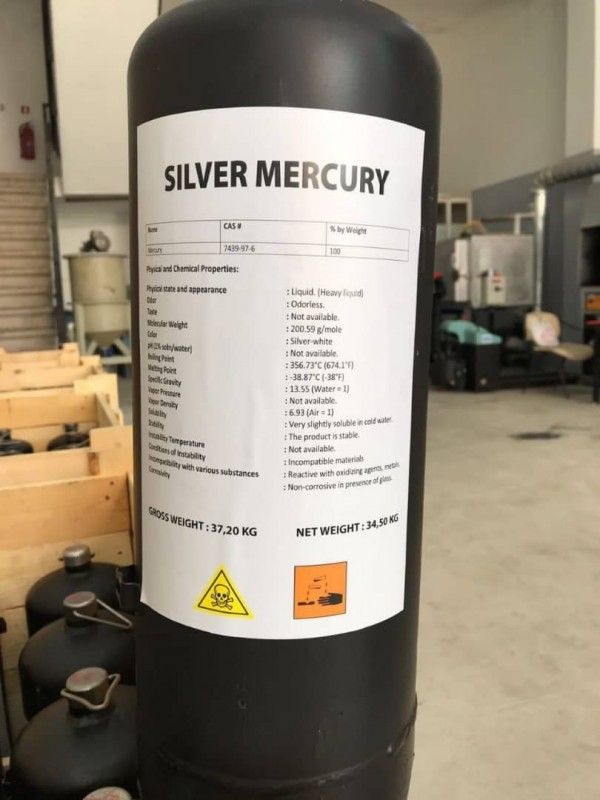 SILVER MERCURY
Name CAS # % by Weight
Mercury 7439-97-6 100
Physical and Chemical Properties:
Physical state and appearance : Liquid. (Heavy liquid)
Odor : Odorless.
Taste : Not available.
Molecular Weight : 200.59 g/mole
Color : Silver-white
pH (1% soln/water) : Not available.
Boiling Point : 356.73°C (674.1°F)
Melting Point : -38.87°C (-38°F)
Specific Gravity : 13.55 (Water = 1)
Vapor Pressure : Not available.
Vapor Density : 6.93 (Air = 1)
Solubility : Very slightly soluble in cold water.
Stability : The product is stable.
Instability Temperature : Not available.
Conditions of Instability : Incompatible materials
Incompatibility with various substances : Reactive with oxidizing agents, metals
Corrosivity : Non-corrosive in presence of glass.
GROSS WEIGHT : 37,20 KG NET WEIGHT : 34,50 KG